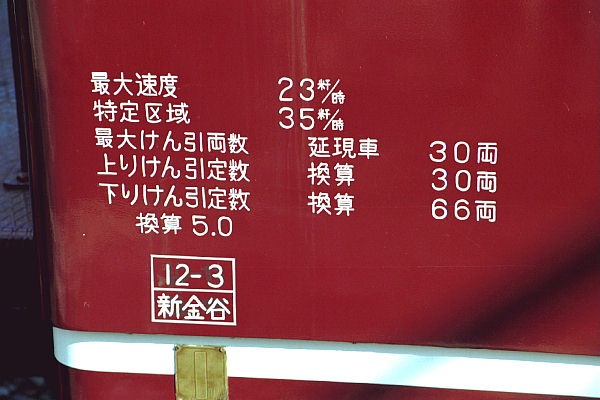 最大速度 23粁/時
特定区域 35粁/時
最大けん引両数 延現車 30両
上りけん引定数 換算 30両
下りけん引定数 換算 66両
換算 5.0
12-3
新金谷